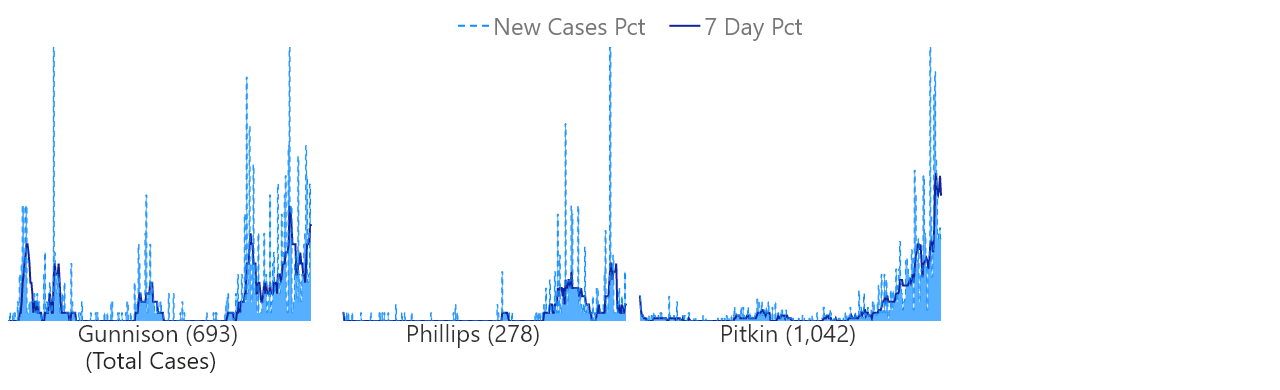 New Cases Pct 7 Day Pct
Gunnison (693) Phillips (278) Pitkin (1,042)
(Total Cases)